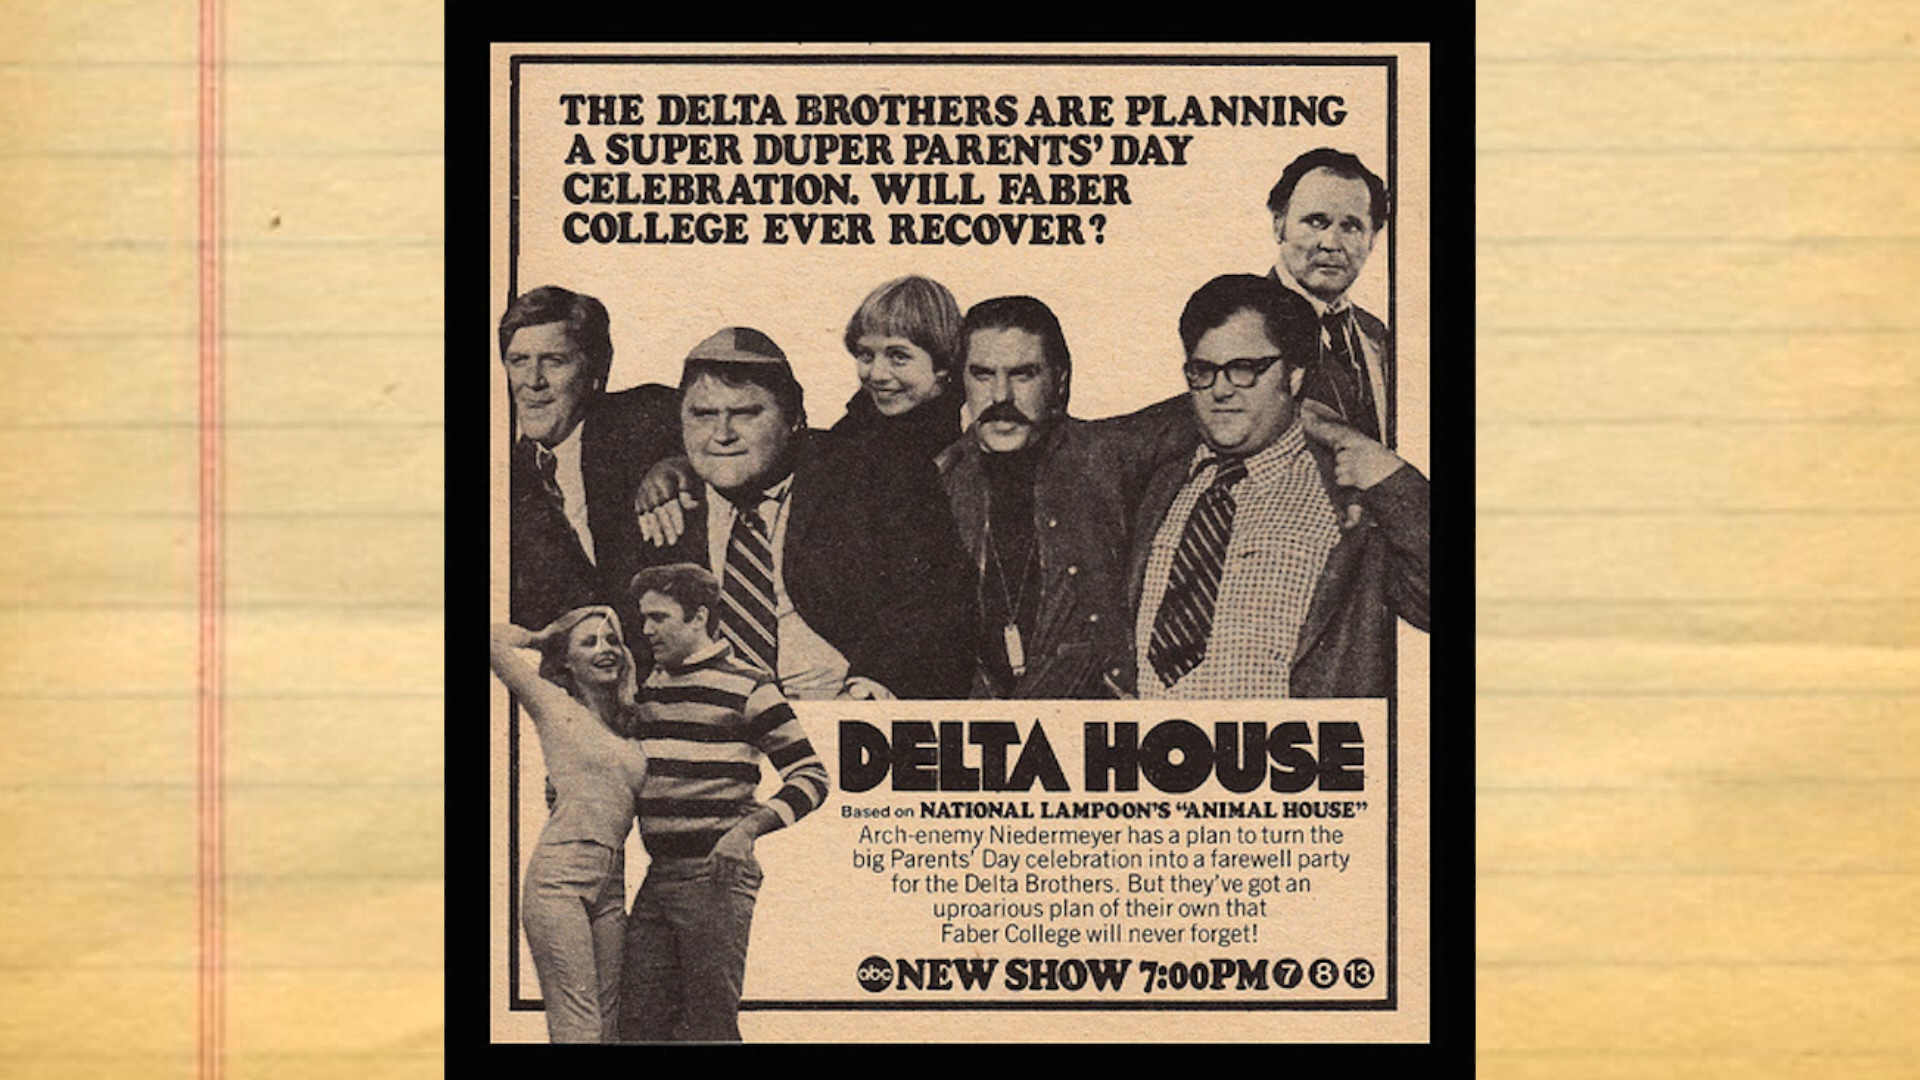 THE DELTA BROTHERS ARE PLANNING
A SUPER DUPER PARENTS' DAY
CELEBRATION. WILL FABER
COLLEGE EVER RECOVER?
DELTA HOUSE
Based on NATIONAL LAMPOON'S "ANIMAL HOUSE"
Arch-enemy Niedermeyer has a plan to turn the
big Parents' Day celebration into a farewell party
for the Delta Brothers. But they've got an
uproarious plan of their own that
Faber College will never forget!
abc NEW SHOW 7:00PM 7 8 13